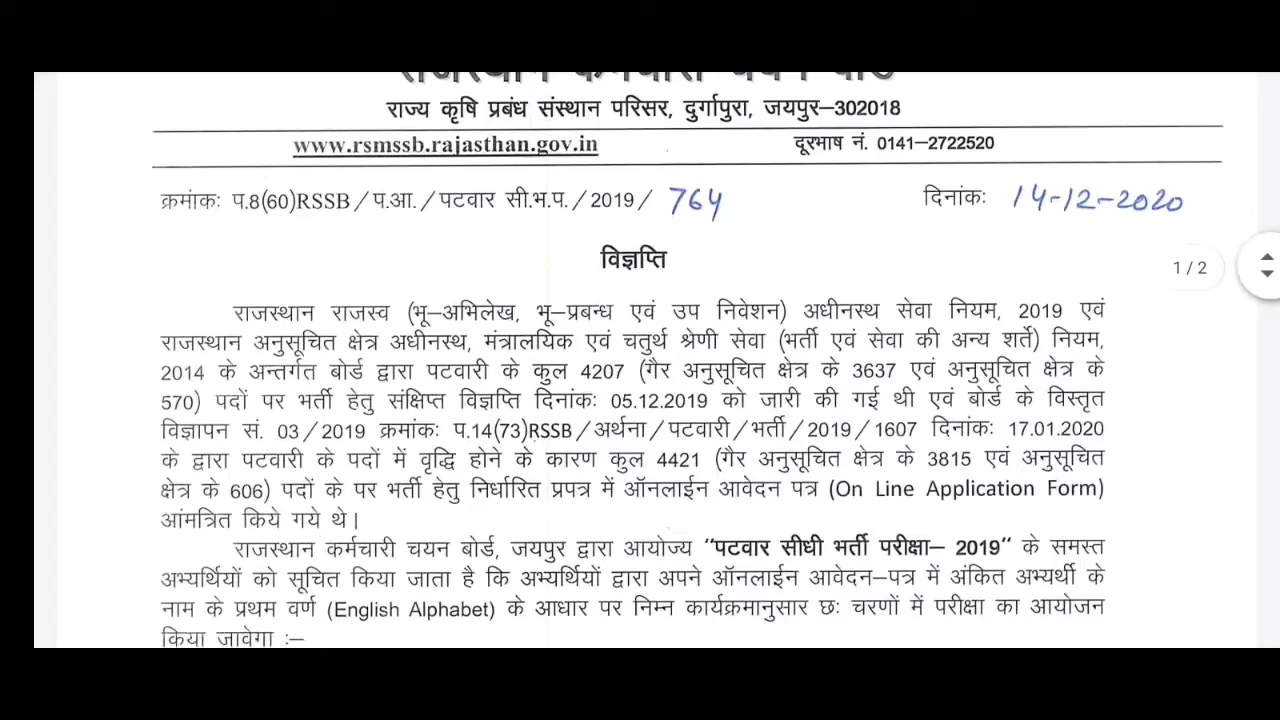 राजस्थान कर्मचारी चयन बोर्ड
राज्य कृषि प्रबंध संस्थान परिसर, दुर्गापुरा, जयपुर–302018
www.rsmssb.rajasthan.gov.in दूरभाष नं. 0141–2722520
क्रमांकः प.8(60)RSSB/प.आ./पटवार सी.भ.प./2019/ 764 दिनांकः 14-12-2020
विज्ञप्ति
1/2
राजस्थान राजस्व (भू–अभिलेख, भू–प्रबन्ध एवं उप निवेशन) अधीनस्थ सेवा नियम, 2019 एवं
राजस्थान अनुसूचित क्षेत्र अधीनस्थ, मंत्रालयिक एवं चतुर्थ श्रेणी सेवा (भर्ती एवं सेवा की अन्य शर्ते) नियम,
2014 के अन्तर्गत बोर्ड द्वारा पटवारी के कुल 4207 (गैर अनुसूचित क्षेत्र के 3637 एवं अनुसूचित क्षेत्र के
570) पदों पर भर्ती हेतु संक्षिप्त विज्ञप्ति दिनांकः 05.12.2019 को जारी की गई थी एवं बोर्ड के विस्तृत
विज्ञापन सं. 03/2019 क्रमांकः प.14(73)RSSB/अर्थना/पटवारी/भर्ती/2019/1607 दिनांकः 17.01.2020
के द्वारा पटवारी के पदों में वृद्धि होने के कारण कुल 4421 (गैर अनुसूचित क्षेत्र के 3815 एवं अनुसूचित
क्षेत्र के 606) पदों के पर भर्ती हेतु निर्धारित प्रपत्र में ऑनलाईन आवेदन पत्र (On Line Application Form)
आंमत्रित किये गये थे।
राजस्थान कर्मचारी चयन बोर्ड, जयपुर द्वारा आयोज्य "पटवार सीधी भर्ती परीक्षा– 2019" के समस्त
अभ्यर्थियों को सूचित किया जाता है कि अभ्यर्थियों द्वारा अपने ऑनलाईन आवेदन–पत्र में अंकित अभ्यर्थी के
नाम के प्रथम वर्ण (English Alphabet) के आधार पर निम्न कार्यक्रमानुसार छः चरणों में परीक्षा का आयोजन
किया जावेगा :–